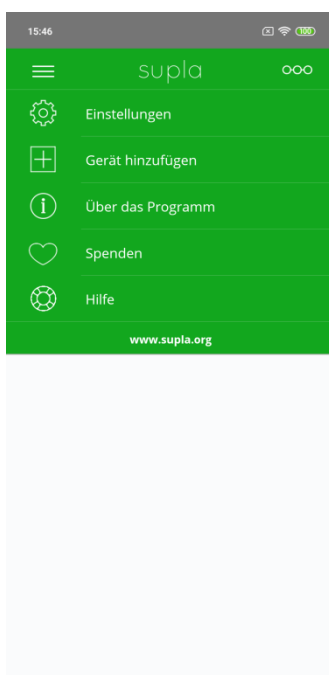 15:46
100
supla
Einstellungen
Gerät hinzufügen
Über das Programm
Spenden
Hilfe
www.supla.org